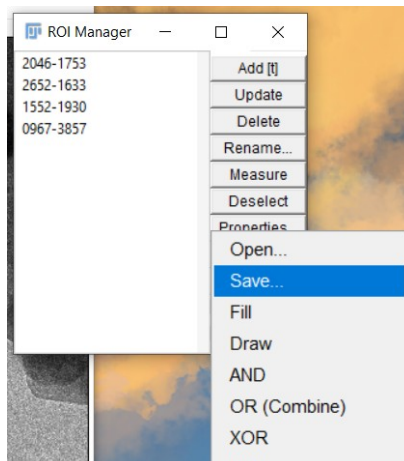 ROI Manager
2046-1753
2652-1633
1552-1930
0967-3857
Add [t]
Update
Delete
Rename...
Measure
Deselect
Properties...
Open...
Save...
Fill
Draw
AND
OR (Combine)
XOR